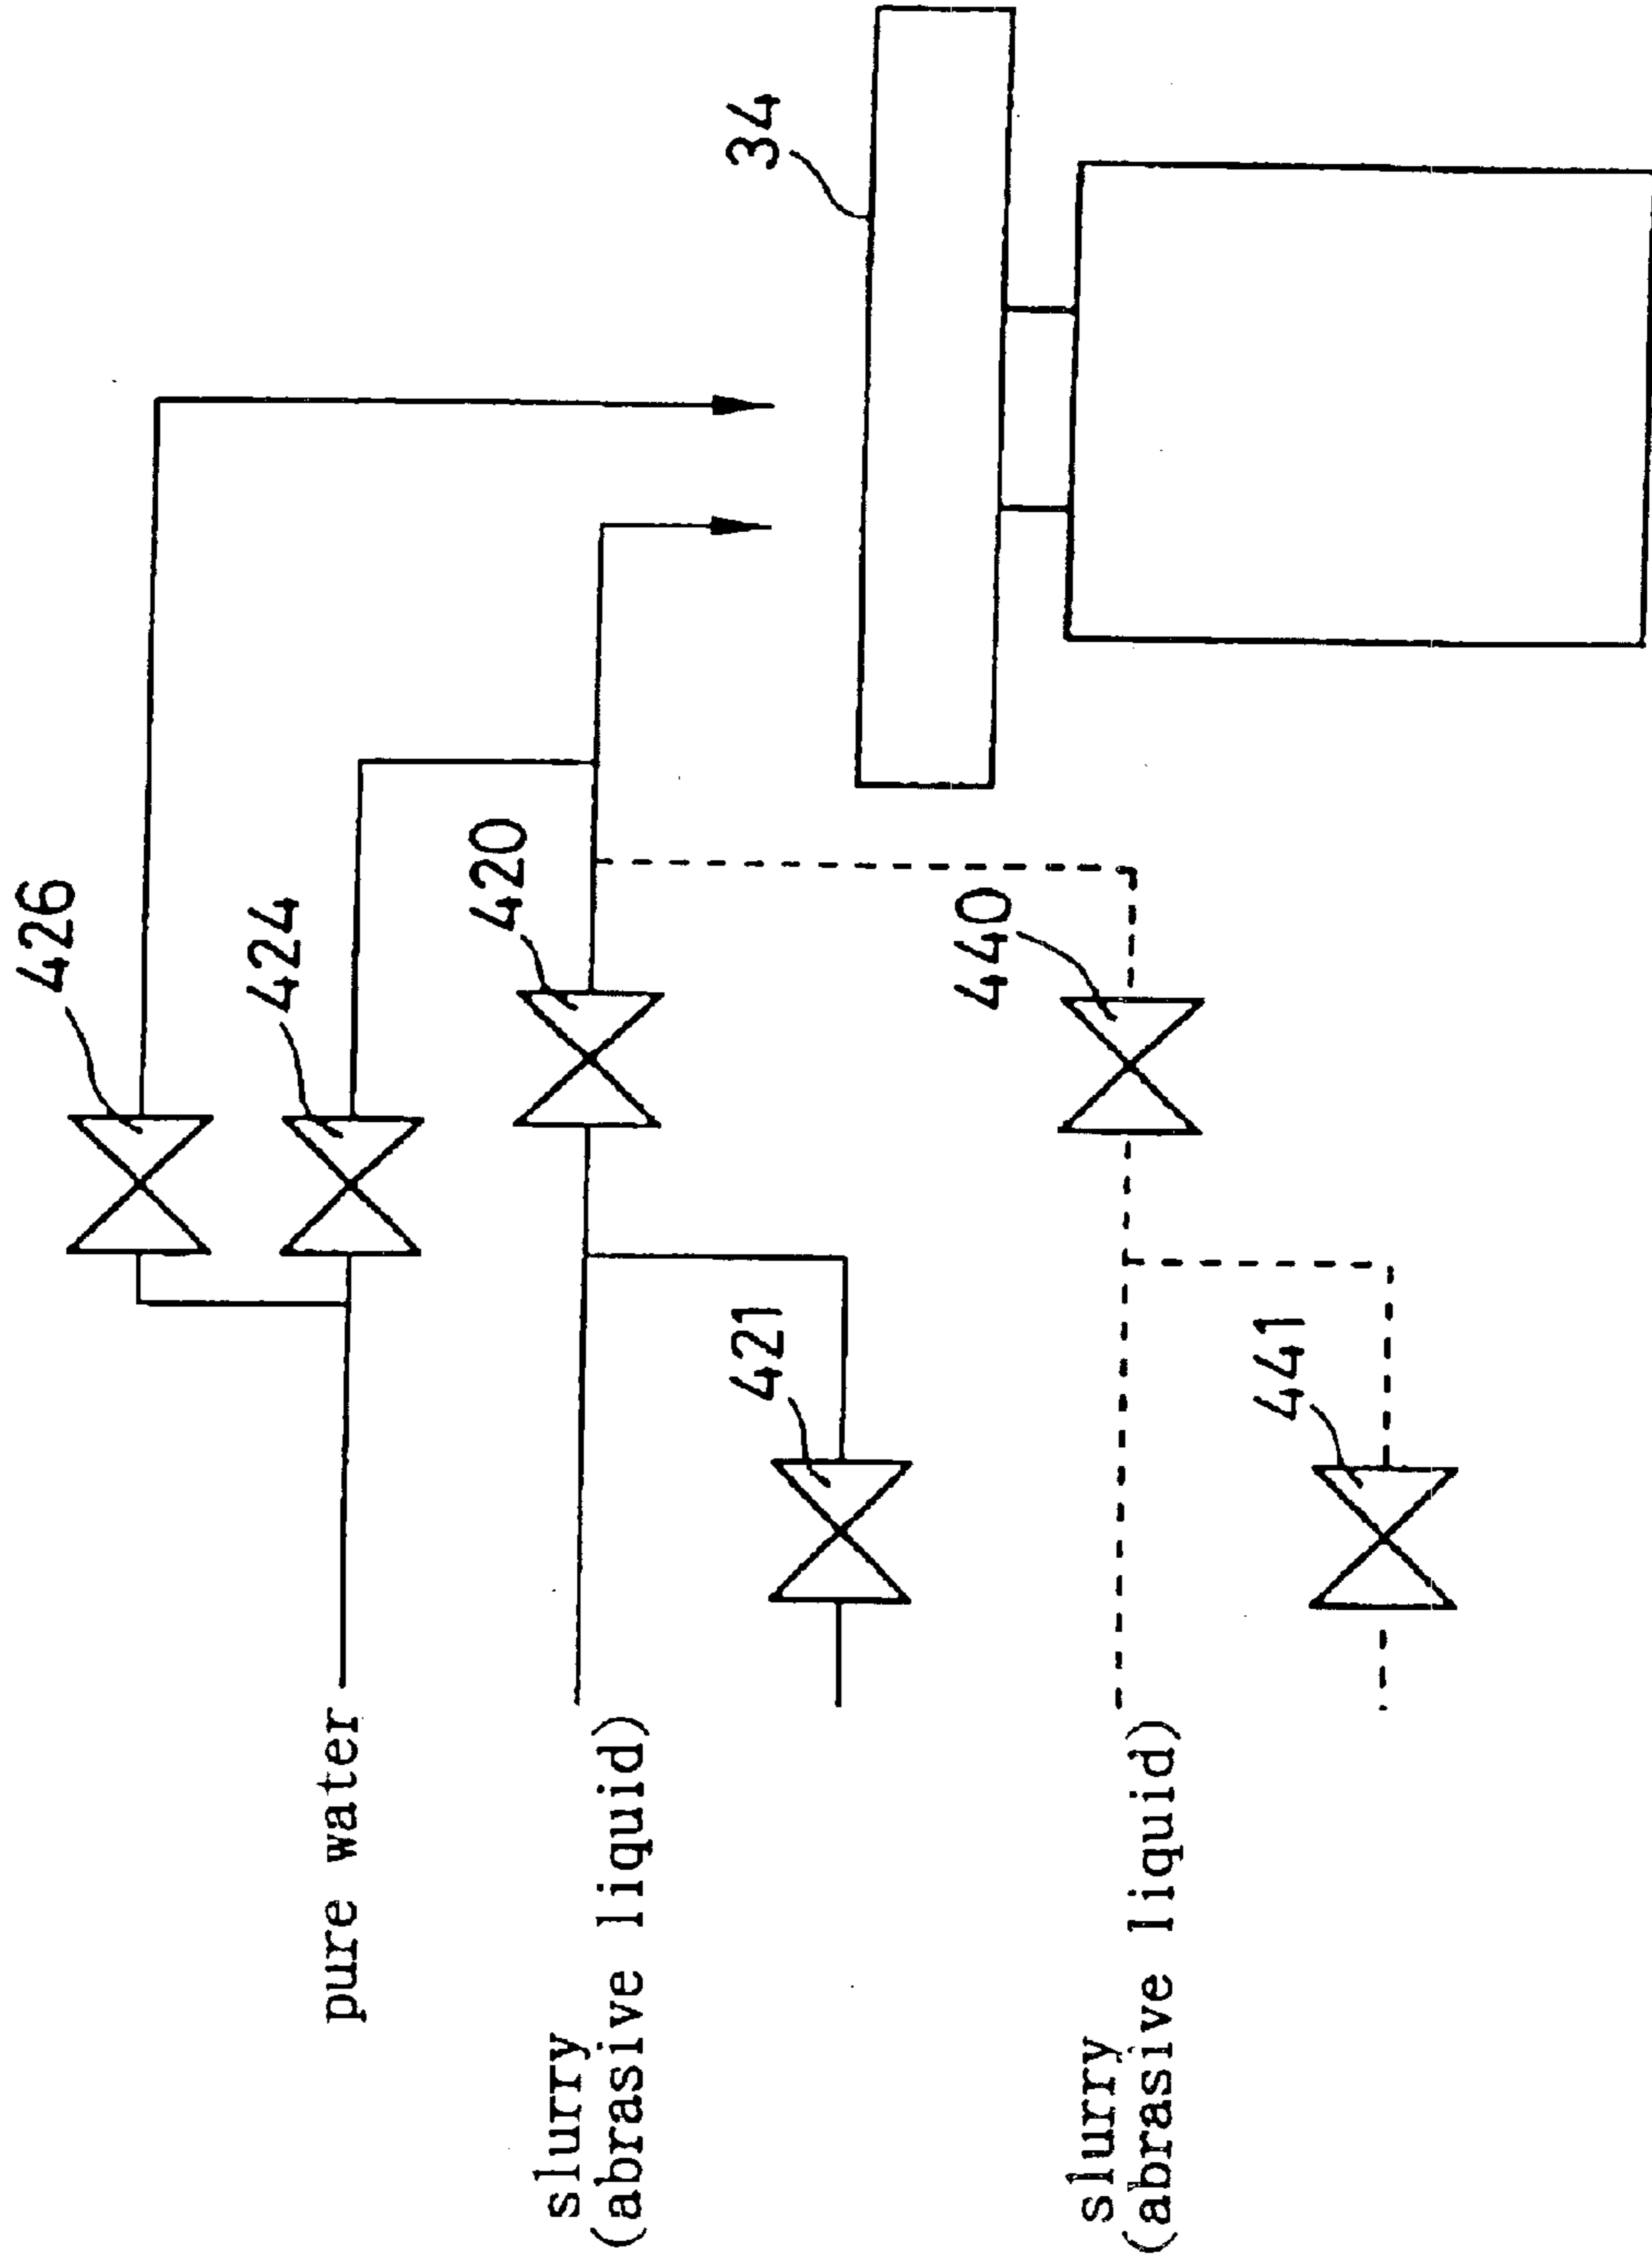 426
424
34
pure water
420
slurry
(abrasive liquid)
421
440
slurry
(abrasive liquid)
441